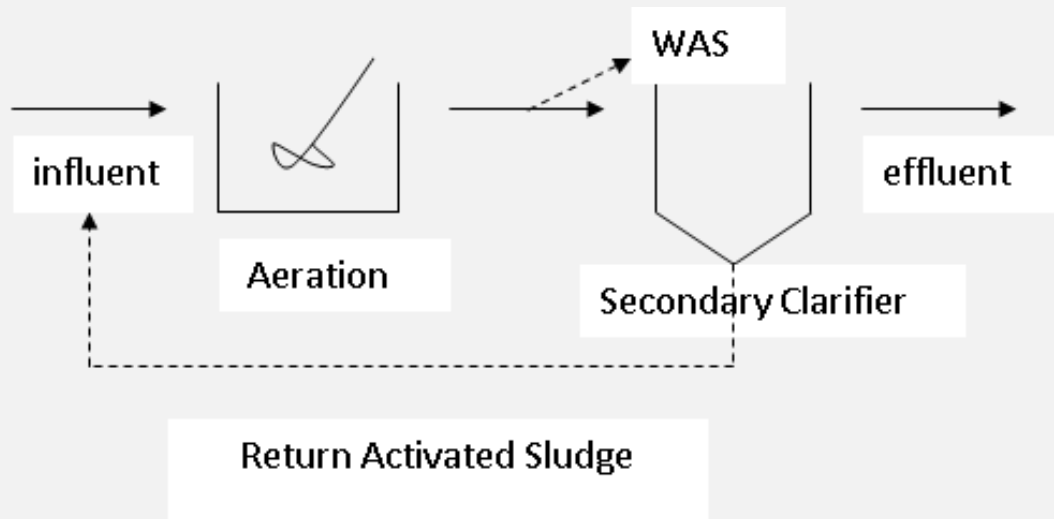 WAS
influent
effluent
Aeration
Secondary Clarifier
Return Activated Sludge